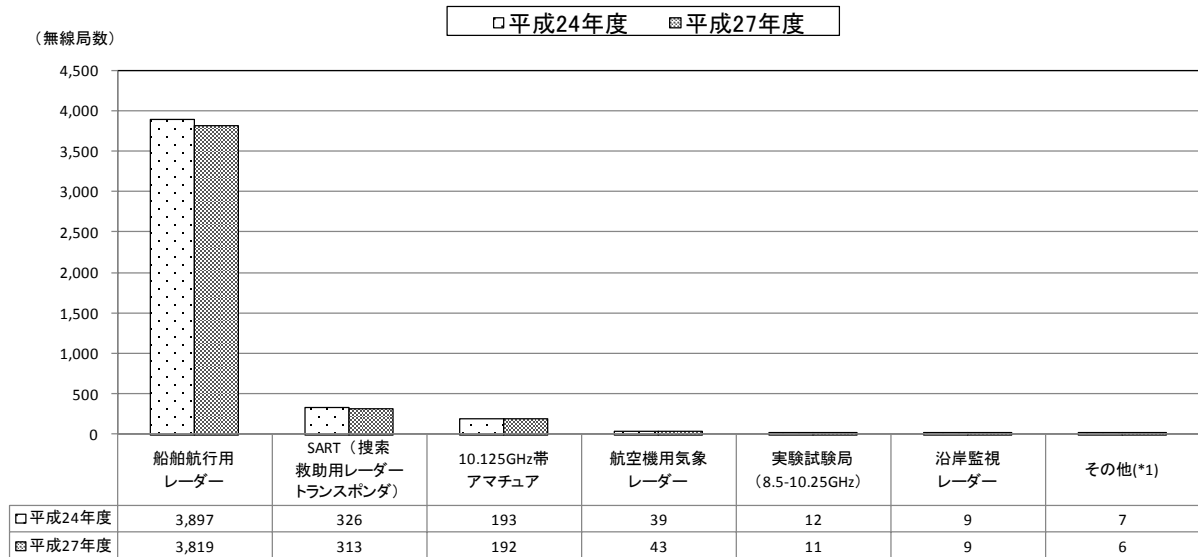 平成24年度 平成27年度
（無線局数）
4,500
4,000
3,500
3,000
2,500
2,000
1,500
1,000
500
0
船舶航行用
レーダー
SART（捜索
救助用レーダー
トランスポンダ）
10.125GHz帯
アマチュア
航空機用気象
レーダー
実験試験局
（8.5-10.25GHz）
沿岸監視
レーダー
その他(*1)
平成24年度 3,897 326 193 39 12 9 7
平成27年度 3,819 313 192 43 11 9 6